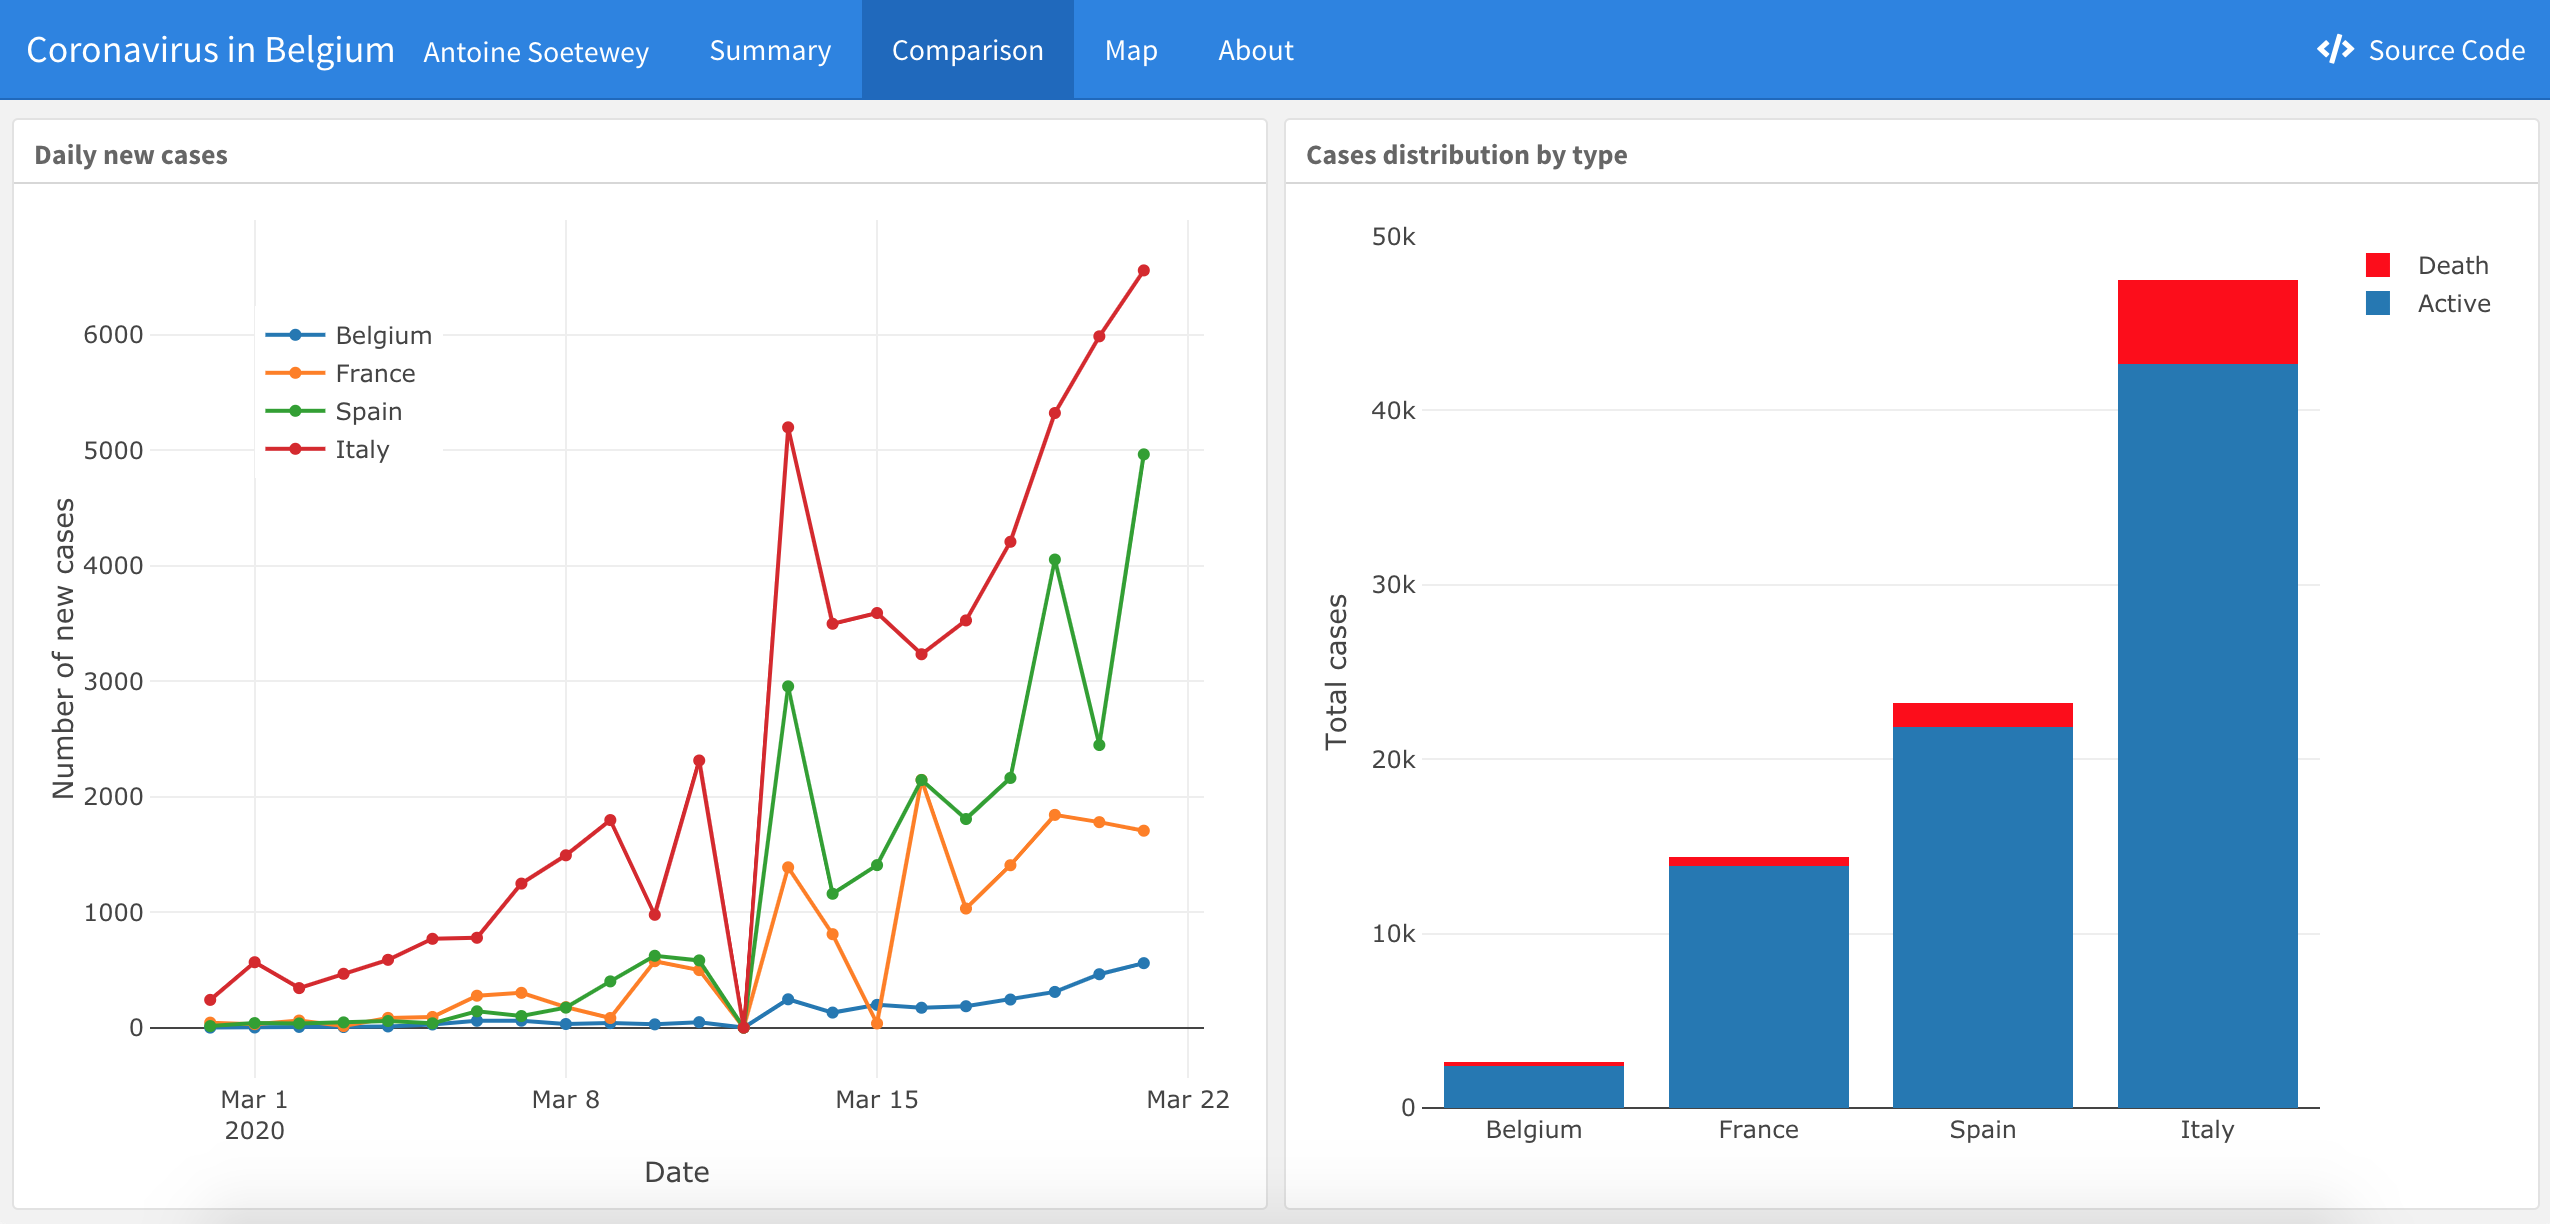 Coronavirus in Belgium Antoine Soetewey Summary Comparison Map About Source Code
Daily new cases
6000
5000
4000
3000
2000
1000
0
Number of new cases
Belgium
France
Spain
Italy
Mar 1 Mar 8 Mar 15 Mar 22
2020
Date
Cases distribution by type
50k
40k
30k
20k
10k
0
Total cases
Death
Active
Belgium France Spain Italy